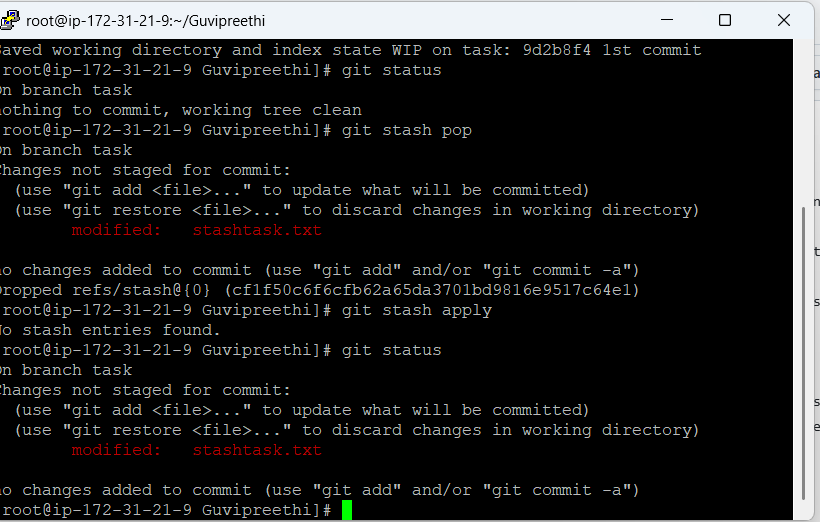 root@ip-172-31-21-9:~/Guvipreethi
Saved working directory and index state WIP on task: 9d2b8f4 1st commit
root@ip-172-31-21-9 Guvipreethi]# git status
On branch task
nothing to commit, working tree clean
root@ip-172-31-21-9 Guvipreethi]# git stash pop
On branch task
Changes not staged for commit:
(use "git add <file>..." to update what will be committed)
(use "git restore <file>..." to discard changes in working directory)
modified: stashtask.txt
no changes added to commit (use "git add" and/or "git commit -a")
Dropped refs/stash@{0} (cf1f50c6f6cfb62a65da3701bd9816e9517c64e1)
root@ip-172-31-21-9 Guvipreethi]# git stash apply
No stash entries found.
root@ip-172-31-21-9 Guvipreethi]# git status
On branch task
Changes not staged for commit:
(use "git add <file>..." to update what will be committed)
(use "git restore <file>..." to discard changes in working directory)
modified: stashtask.txt
no changes added to commit (use "git add" and/or "git commit -a")
root@ip-172-31-21-9 Guvipreethi]#